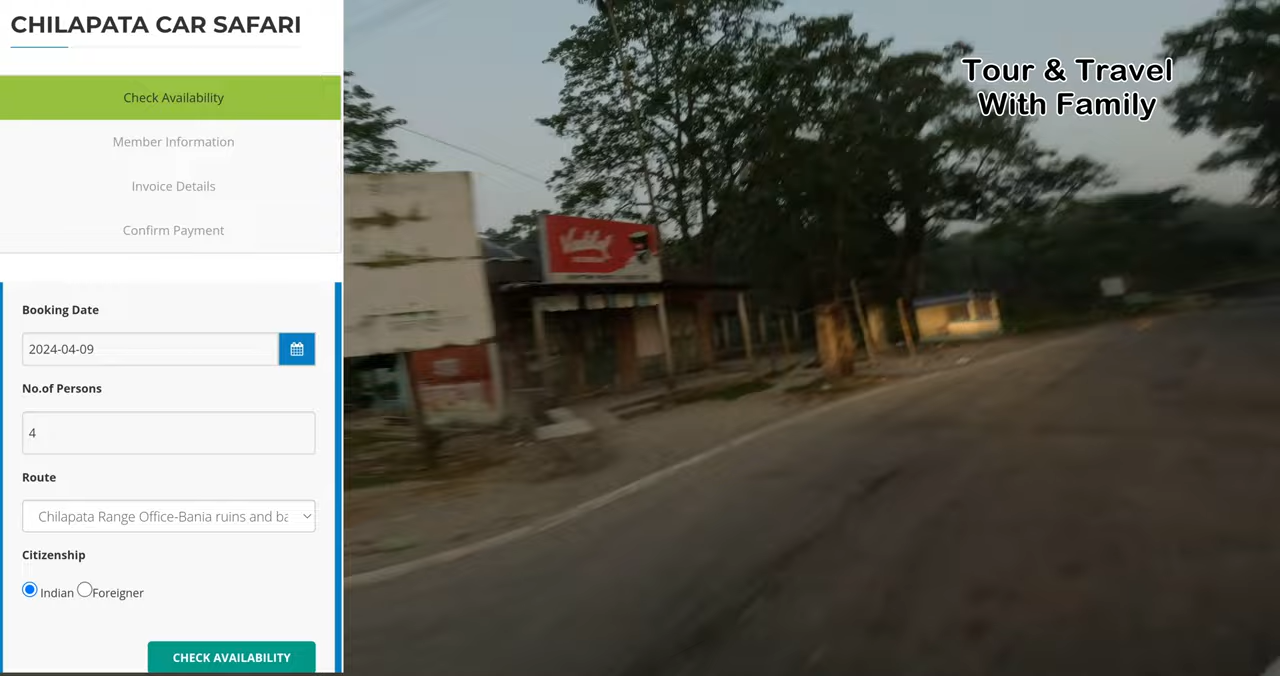 CHILAPATA CAR SAFARI
Check Availability
Member Information
Invoice Details
Confirm Payment
Booking Date
2024-04-09
No.of Persons
4
Route
Chilapata Range Office-Bania ruins and ba
Citizenship
Indian Foreigner
CHECK AVAILABILITY
Tour & Travel
With Family